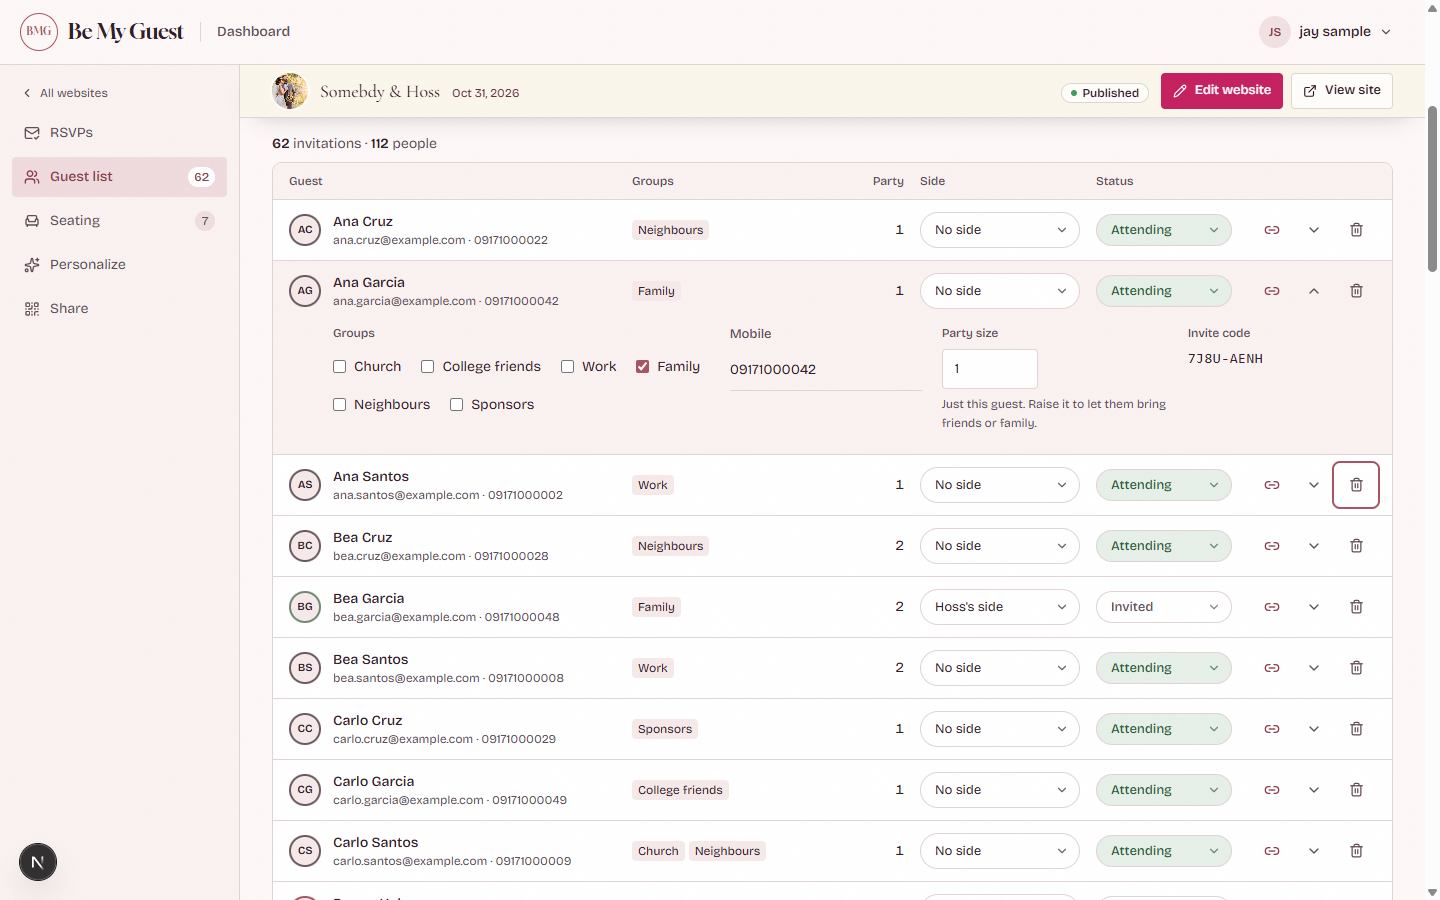 BMG Be My Guest Dashboard JS jay sample
All websites
RSVPs
Guest list 62
Seating 7
Personalize
Share
Somebdy & Hoss Oct 31, 2026 Published Edit website View site
62 invitations · 112 people
Guest Groups Party Side Status
AC Ana Cruz Neighbours 1 No side Attending
ana.cruz@example.com · 09171000022
AG Ana Garcia Family 1 No side Attending
ana.garcia@example.com · 09171000042
Groups Mobile Party size Invite code
Church College friends Work Family 09171000042 1 7J8U-AENH
Neighbours Sponsors Just this guest. Raise it to let them bring
friends or family.
AS Ana Santos Work 1 No side Attending
ana.santos@example.com · 09171000002
BC Bea Cruz Neighbours 2 No side Attending
bea.cruz@example.com · 09171000028
BG Bea Garcia Family 2 Hoss's side Invited
bea.garcia@example.com · 09171000048
BS Bea Santos Work 2 No side Attending
bea.santos@example.com · 09171000008
CC Carlo Cruz Sponsors 1 No side Attending
carlo.cruz@example.com · 09171000029
CG Carlo Garcia College friends 1 No side Attending
carlo.garcia@example.com · 09171000049
CS Carlo Santos Church Neighbours 1 No side Attending
carlo.santos@example.com · 09171000009
N